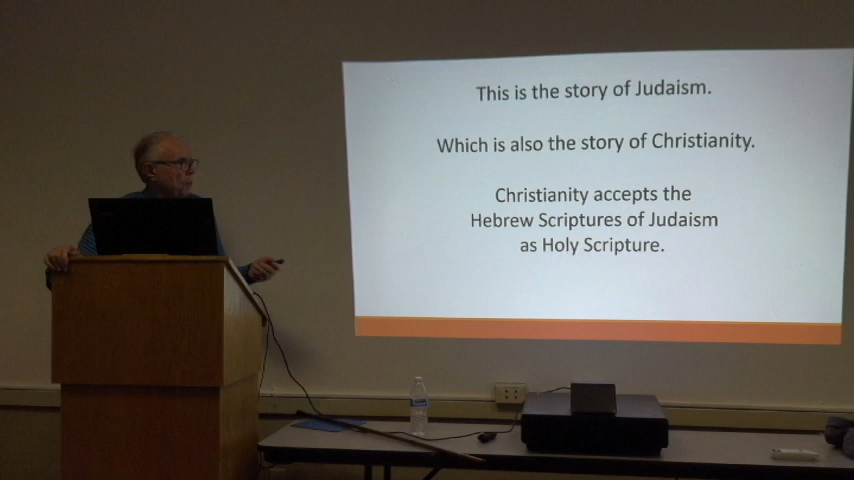 This is the story of Judaism.
Which is also the story of Christianity.
Christianity accepts the
Hebrew Scriptures of Judaism
as Holy Scripture.